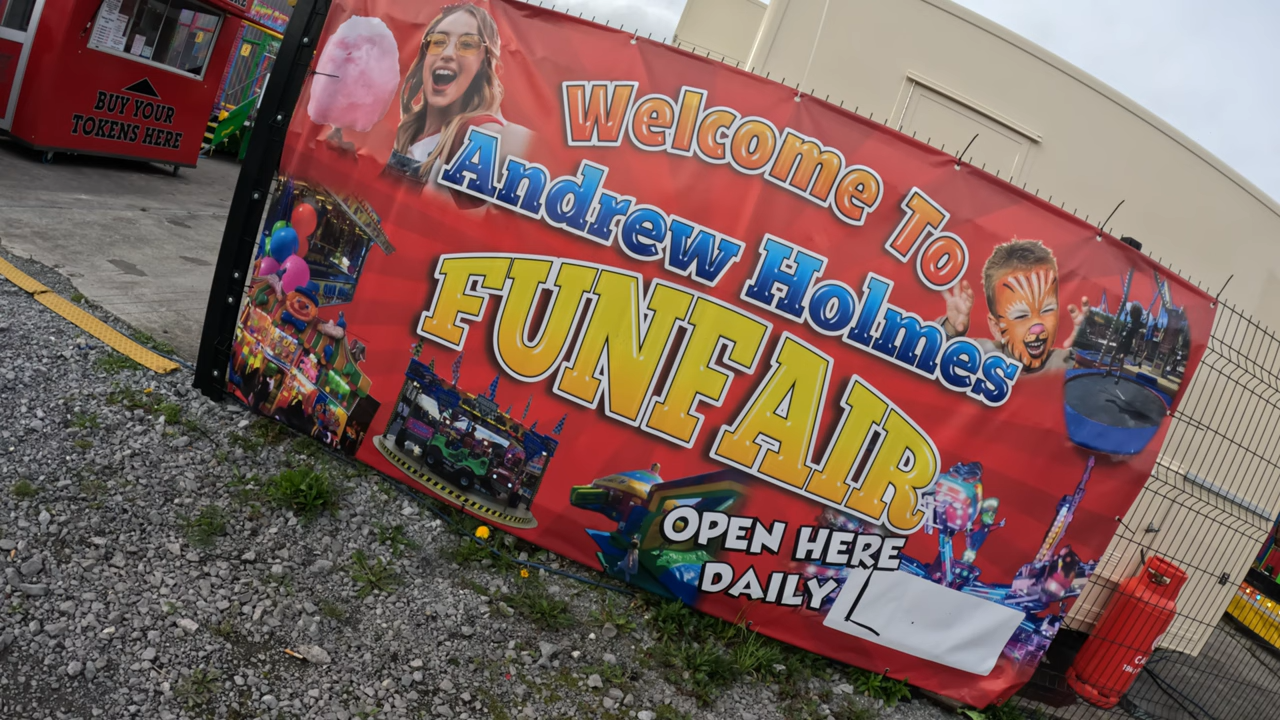 BUY YOUR
TOKENS HERE
Welcome To
Andrew Holmes
FUNFAIR
OPEN HERE
DAILY